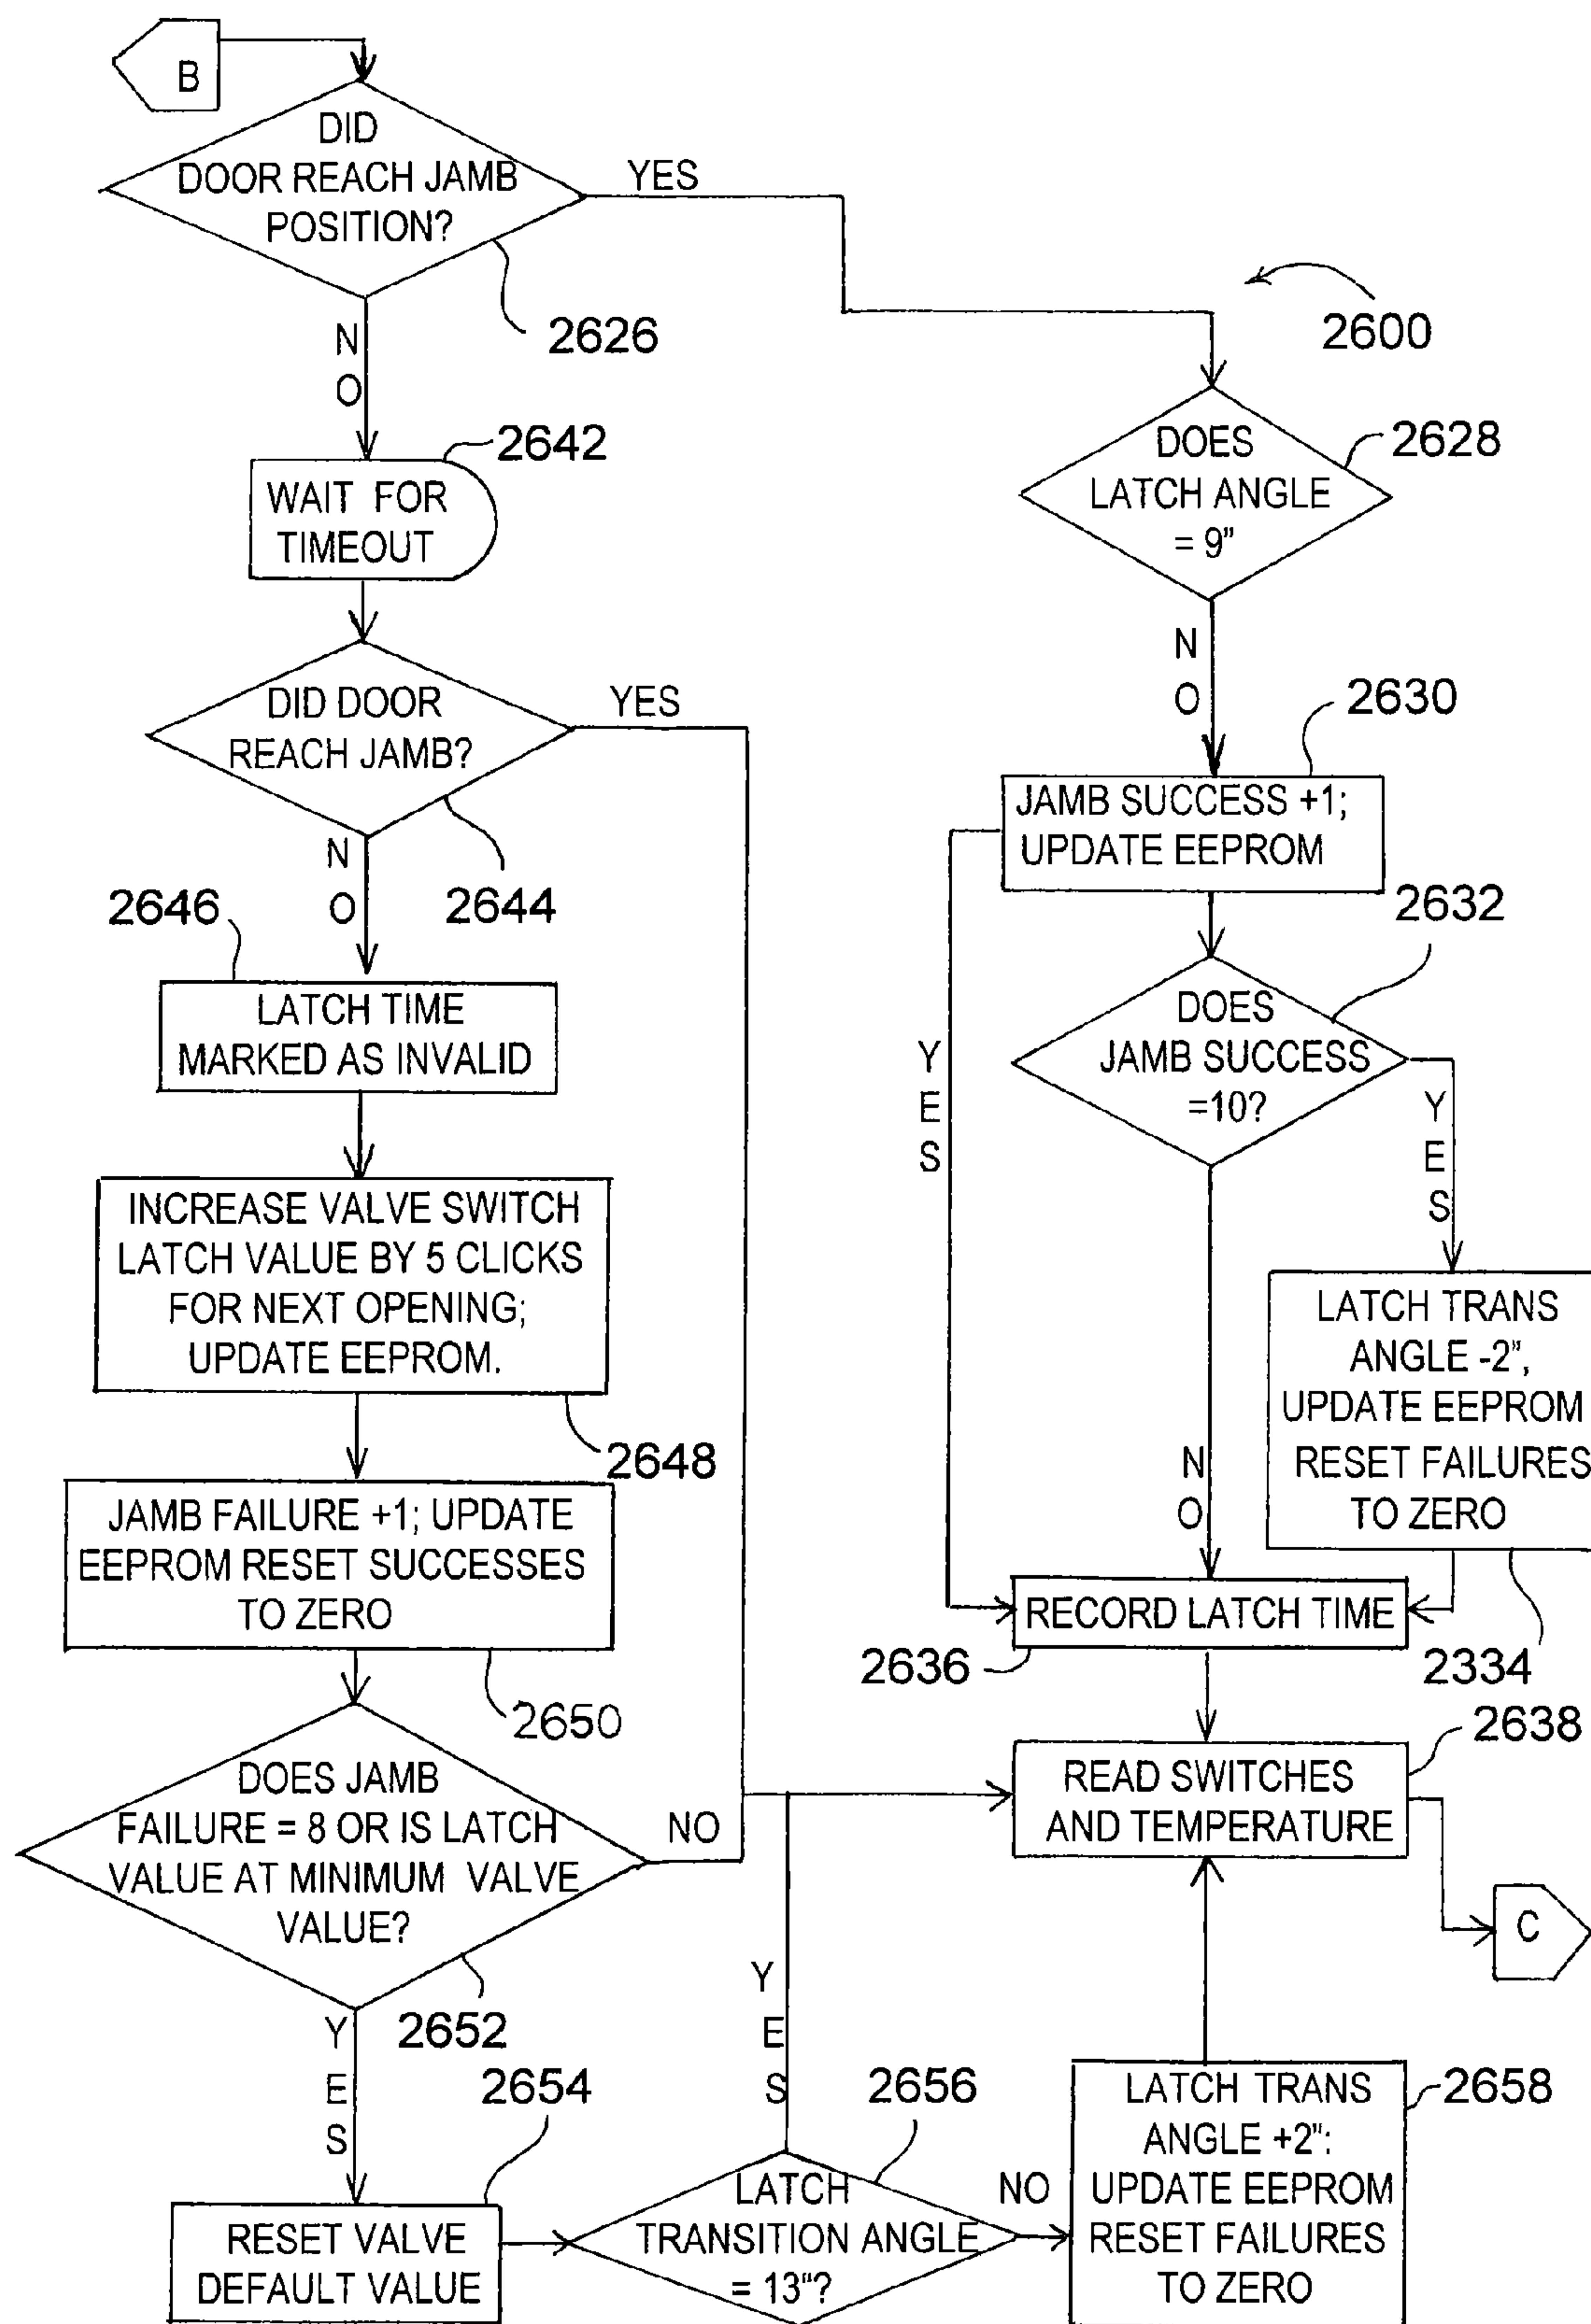 B
DID
DOOR REACH JAMB
POSITION?
YES
2626
N
O
2600
2642
WAIT FOR
TIMEOUT
DOES
LATCH ANGLE
= 9"
2628
N
O
DID DOOR
REACH JAMB?
YES
2644
N
O
2630
JAMB SUCCESS +1;
UPDATE EEPROM
2632
2646
LATCH TIME
MARKED AS INVALID
DOES
JAMB SUCCESS
=10?
Y
E
S
Y
E
S
INCREASE VALVE SWITCH
LATCH VALUE BY 5 CLICKS
FOR NEXT OPENING;
UPDATE EEPROM.
2648
LATCH TRANS
ANGLE -2",
UPDATE EEPROM
RESET FAILURES
TO ZERO
N
O
JAMB FAILURE +1; UPDATE
EEPROM RESET SUCCESSES
TO ZERO
2650
RECORD LATCH TIME
2636
2334
2638
READ SWITCHES
AND TEMPERATURE
DOES JAMB
FAILURE = 8 OR IS LATCH
VALUE AT MINIMUM VALVE
VALUE?
NO
2652
C
Y
E
S
Y
E
S
2654
2656
2658
RESET VALVE
DEFAULT VALUE
LATCH
TRANSITION ANGLE
= 13"?
NO
LATCH TRANS
ANGLE +2":
UPDATE EEPROM
RESET FAILURES
TO ZERO